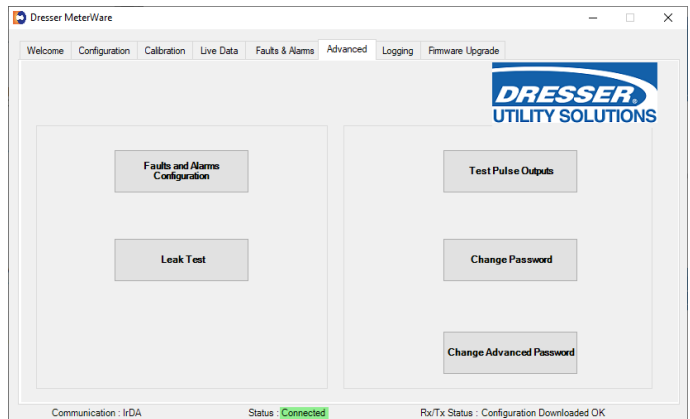 Dresser MeterWare
Welcome Configuration Calibration Live Data Faults & Alarms Advanced Logging Firmware Upgrade
DRESSER®
UTILITY SOLUTIONS
Faults and Alarms
Configuration
Test Pulse Outputs
Leak Test
Change Password
Change Advanced Password
Communication : IrDA Status : Connected Rx/Tx Status : Configuration Downloaded OK